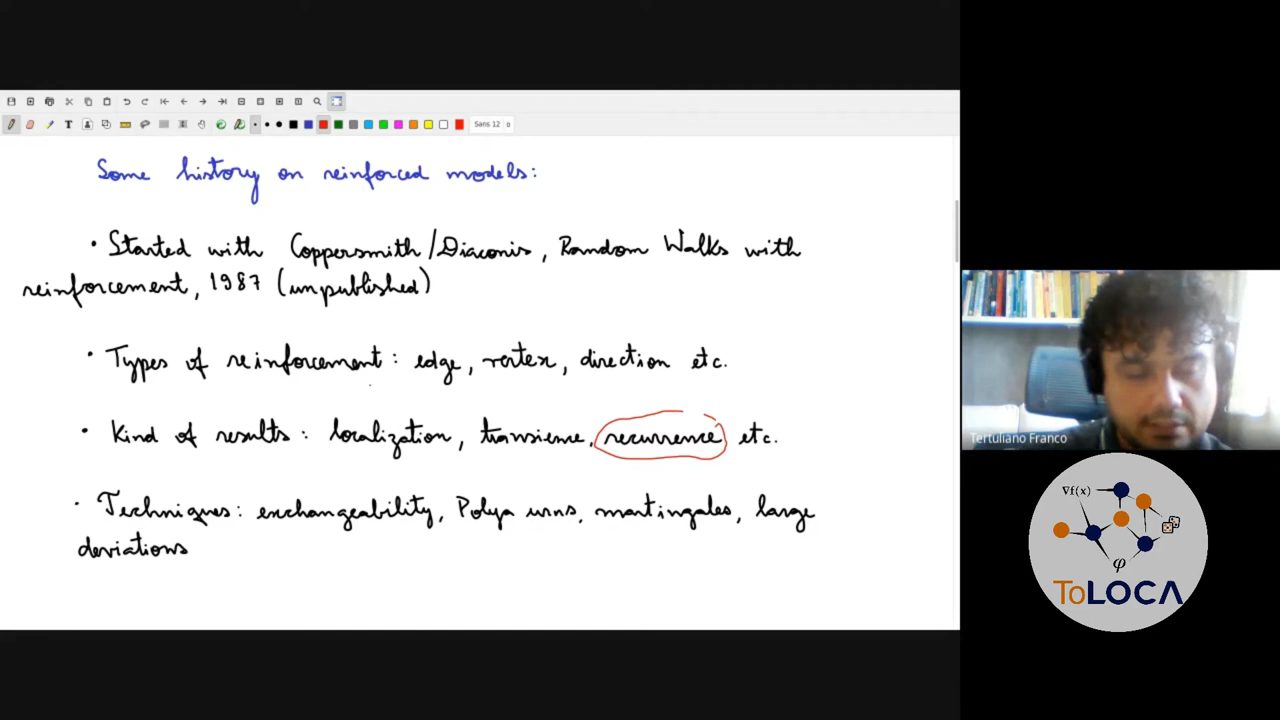 Sans 12
Some history on reinforced models:
• Started with Coppersmith/Diaconis, Random Walks with
reinforcement, 1987 (unpublished)
• Types of reinforcement: edge, vertex, direction etc.
• Kind of results: localization, transience, recurrence etc.
• Techniques: exchangeability, Polya urns, martingales, large
deviations
Tertuliano Franco
∇f(x)
φ
ToLOCA